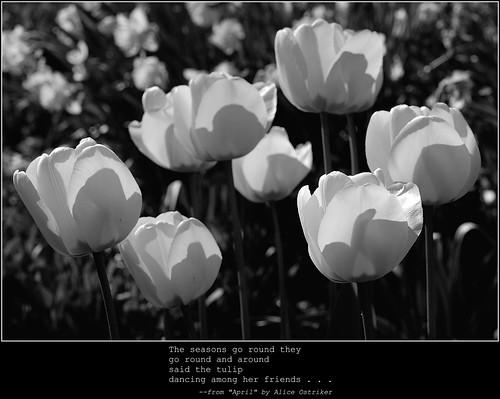 The seasons go round they
go round and around
said the tulip
dancing among her friends . . .
--from "April" by Alice Ostriker